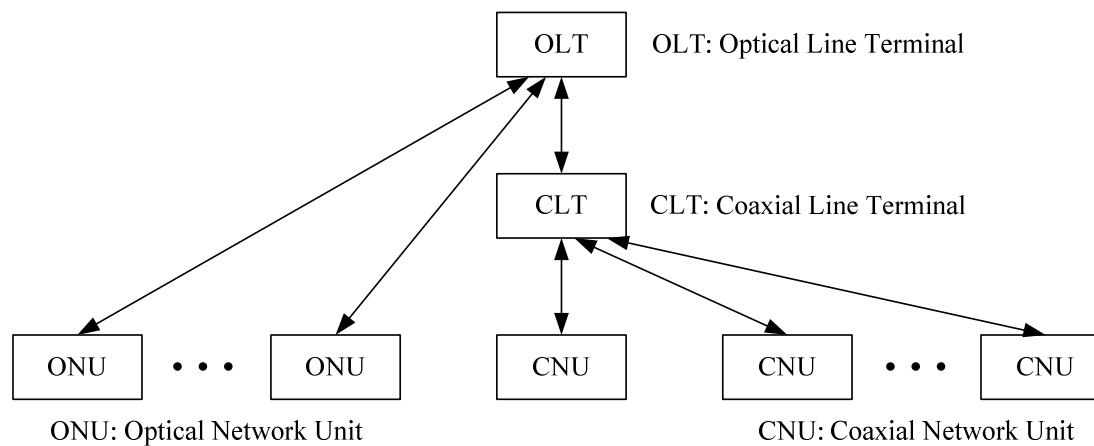 OLT
OLT: Optical Line Terminal
CLT
CLT: Coaxial Line Terminal
ONU • • • ONU CNU CNU • • • CNU
ONU: Optical Network Unit
CNU: Coaxial Network Unit